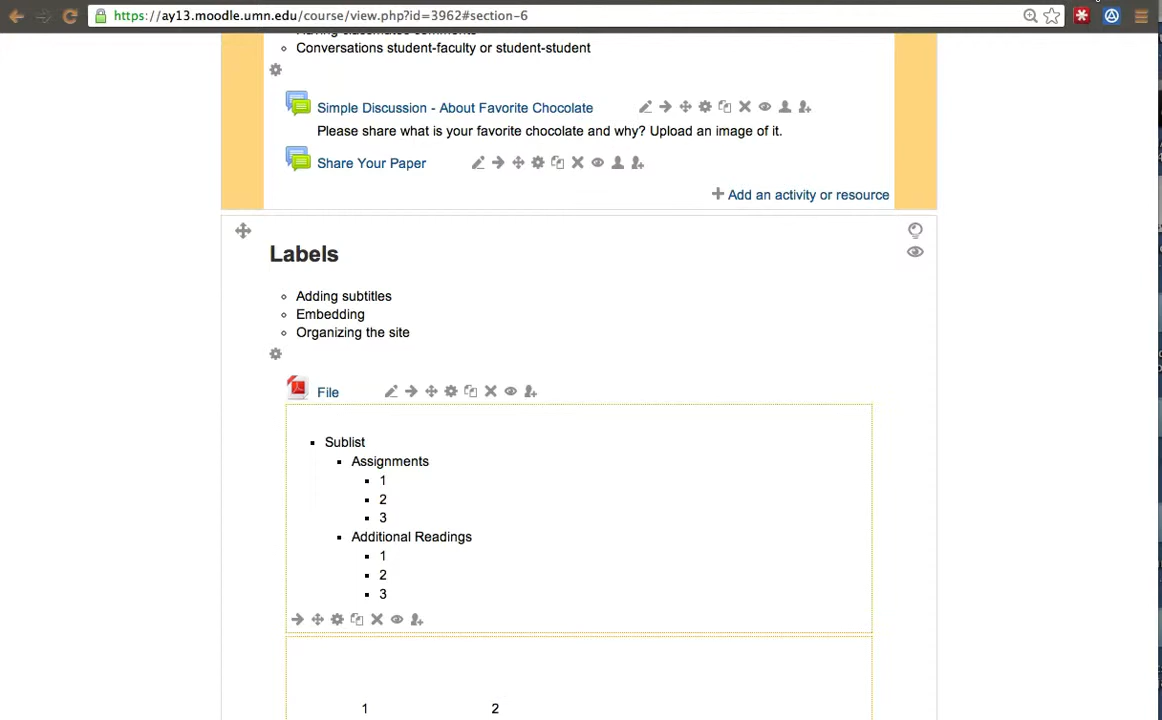 https://ay13.moodle.umn.edu/course/view.php?id=3962#section-6
Having classmates comments
Conversations student-faculty or student-student
Simple Discussion - About Favorite Chocolate
Please share what is your favorite chocolate and why? Upload an image of it.
Share Your Paper
Add an activity or resource
Labels
Adding subtitles
Embedding
Organizing the site
File
Sublist
Assignments
1
2
3
Additional Readings
1
2
3
1 2